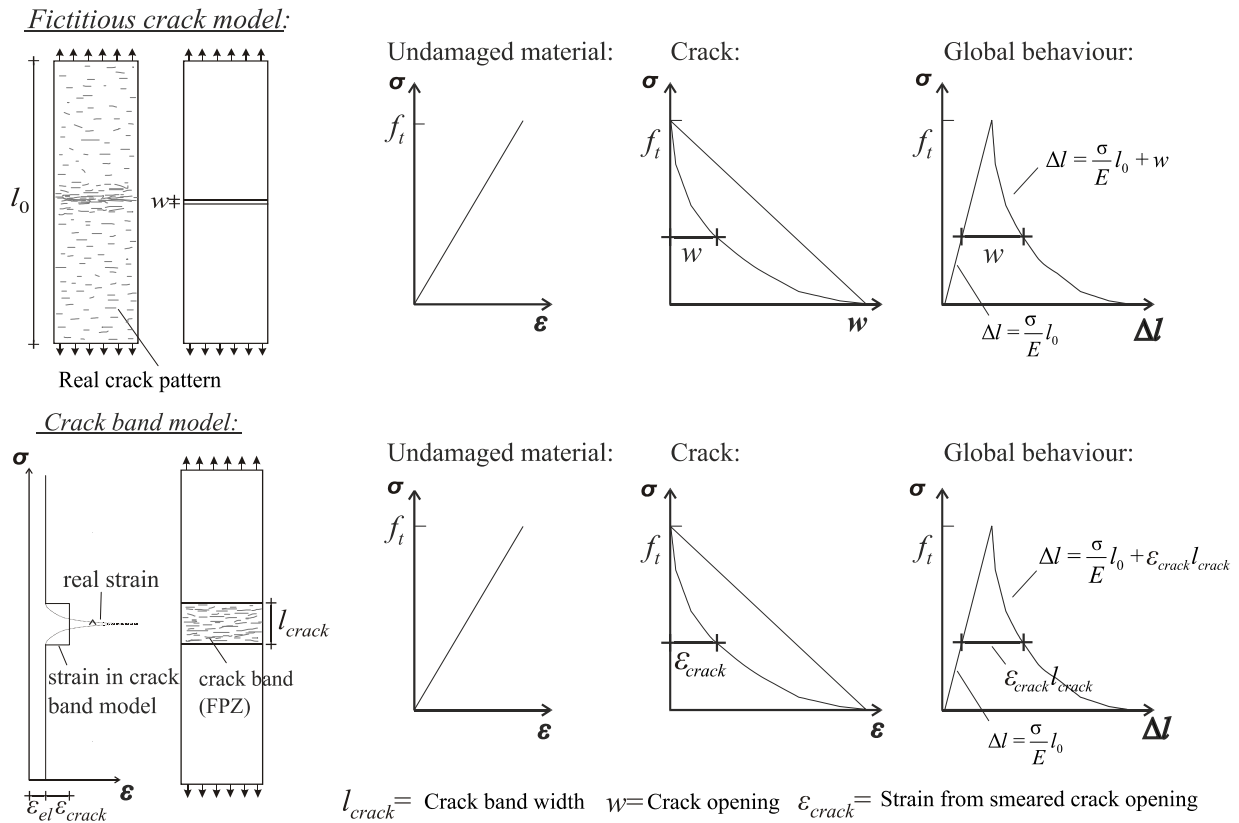 Fictitious crack model:
Undamaged material:
Crack:
Global behaviour:
σ
f_t
ε
σ
f_t
w
w
σ
f_t
Δl = σ/E l_0 + w
w
Δl = σ/E l_0
Δl
l_0
w
Real crack pattern
Crack band model:
Undamaged material:
Crack:
Global behaviour:
σ
real strain
l_crack
strain in crack
band model
crack band
(FPZ)
ε_el ε_crack
ε
σ
f_t
ε
σ
f_t
ε_crack
ε
σ
f_t
Δl = σ/E l_0 + ε_crack l_crack
ε_crack l_crack
Δl = σ/E l_0
Δl
l_crack = Crack band width w = Crack opening ε_crack = Strain from smeared crack opening